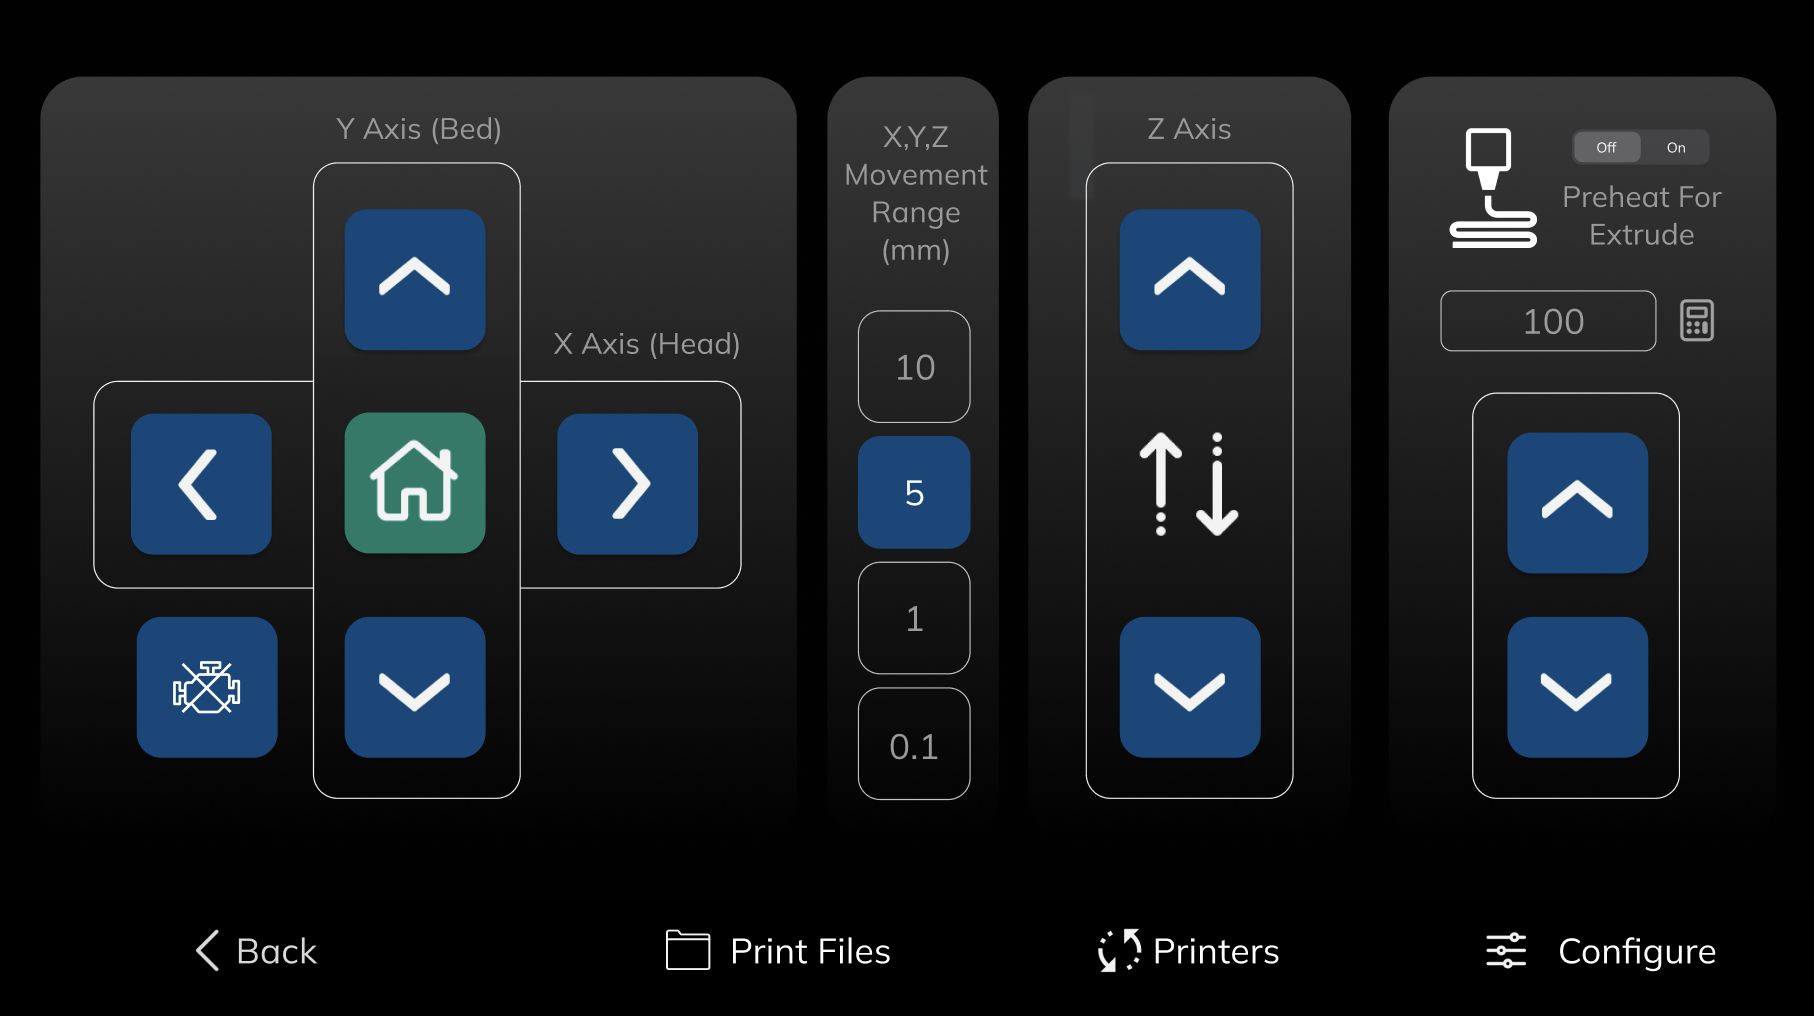 Y Axis (Bed)
X Axis (Head)
X,Y,Z
Movement
Range
(mm)
10
5
1
0.1
Z Axis
Off On
Preheat For
Extrude
100
Back
Print Files
Printers
Configure